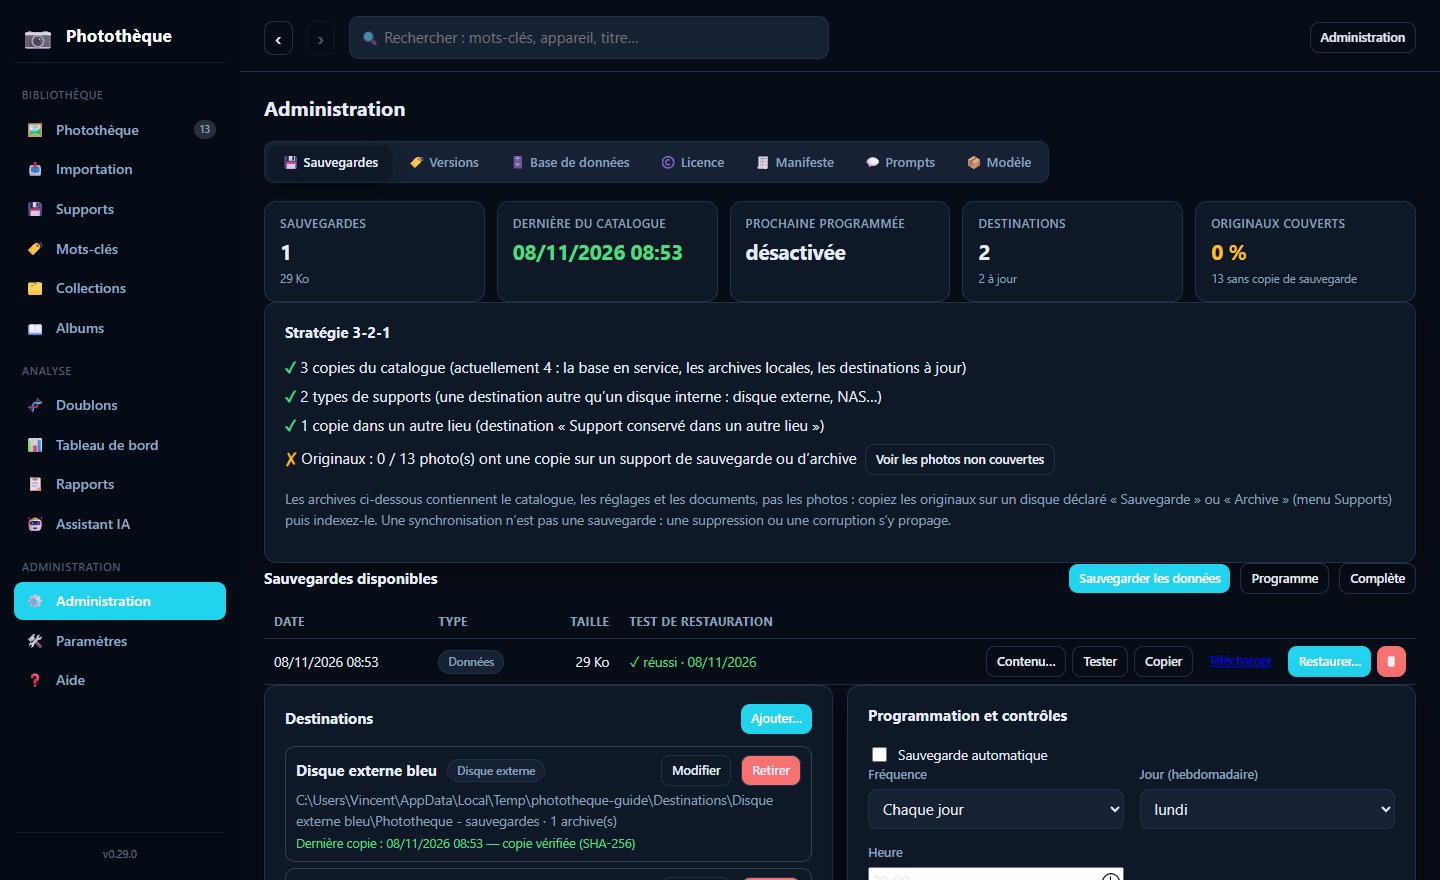 Photothèque
Rechercher : mots-clés, appareil, titre...
Administration
BIBLIOTHÈQUE
Photothèque 13
Importation
Supports
Mots-clés
Collections
Albums
ANALYSE
Doublons
Tableau de bord
Rapports
Assistant IA
ADMINISTRATION
Administration
Paramètres
Aide
v0.29.0
Administration
Sauvegardes Versions Base de données Licence Manifeste Prompts Modèle
SAUVEGARDES
1
29 Ko
DERNIÈRE DU CATALOGUE
08/11/2026 08:53
PROCHAINE PROGRAMMÉE
désactivée
DESTINATIONS
2
2 à jour
ORIGINAUX COUVERTS
0 %
13 sans copie de sauvegarde
Stratégie 3-2-1
✓ 3 copies du catalogue (actuellement 4 : la base en service, les archives locales, les destinations à jour)
✓ 2 types de supports (une destination autre qu’un disque interne : disque externe, NAS…)
✓ 1 copie dans un autre lieu (destination « Support conservé dans un autre lieu »)
✗ Originaux : 0 / 13 photo(s) ont une copie sur un support de sauvegarde ou d’archive Voir les photos non couvertes
Les archives ci-dessous contiennent le catalogue, les réglages et les documents, pas les photos : copiez les originaux sur un disque déclaré « Sauvegarde » ou « Archive » (menu Supports)
puis indexez-le. Une synchronisation n’est pas une sauvegarde : une suppression ou une corruption s’y propage.
Sauvegardes disponibles Sauvegarder les données Programme Complète
DATE TYPE TAILLE TEST DE RESTAURATION
08/11/2026 08:53 Données 29 Ko ✓ réussi · 08/11/2026 Contenu... Tester Copier Télécharger Restaurer...
Destinations Ajouter...
Disque externe bleu Disque externe Modifier Retirer
C:\Users\Vincent\AppData\Local\Temp\phototheque-guide\Destinations\Disque
externe bleu\Phototheque - sauvegardes · 1 archive(s)
Dernière copie : 08/11/2026 08:53 — copie vérifiée (SHA-256)
Programmation et contrôles
Sauvegarde automatique
Fréquence
Chaque jour
Jour (hebdomadaire)
lundi
Heure